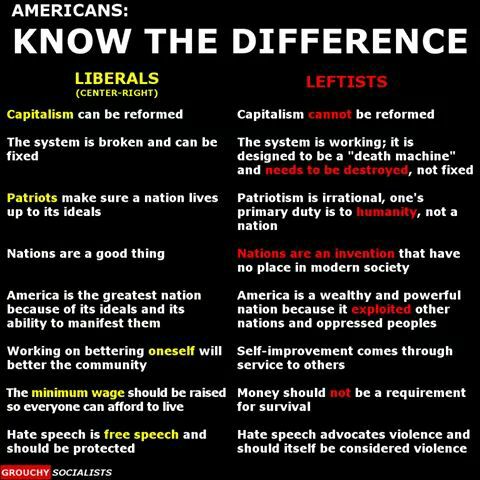 AMERICANS:
KNOW THE DIFFERENCE
LIBERALS
(CENTER-RIGHT)
LEFTISTS
Capitalism can be reformed
Capitalism cannot be reformed
The system is broken and can be
fixed
The system is working; it is
designed to be a "death machine"
and needs to be destroyed, not fixed
Patriots make sure a nation lives
up to its ideals
Patriotism is irrational, one's
primary duty is to humanity, not a
nation
Nations are a good thing
Nations are an invention that have
no place in modern society
America is the greatest nation
because of its ideals and its
ability to manifest them
America is a wealthy and powerful
nation because it exploited other
nations and oppressed peoples
Working on bettering oneself will
better the community
Self-improvement comes through
service to others
The minimum wage should be raised
so everyone can afford to live
Money should not be a requirement
for survival
Hate speech is free speech and
should be protected
Hate speech advocates violence and
should itself be considered violence
GROUCHY SOCIALISTS